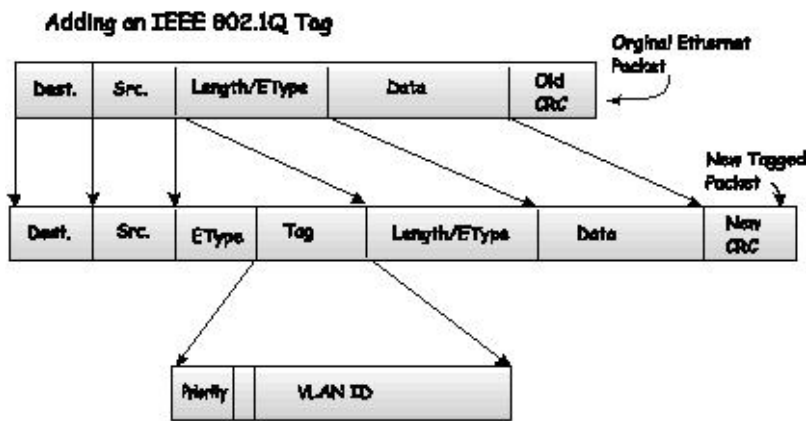 Adding an IEEE 802.1Q Tag
Orginal Ethernet
Packet
Dest. Src. Length/EType Data Old
CRC
New Tagged
Packet
Dest. Src. EType Tag Length/EType Data New
CRC
Priority VLAN ID